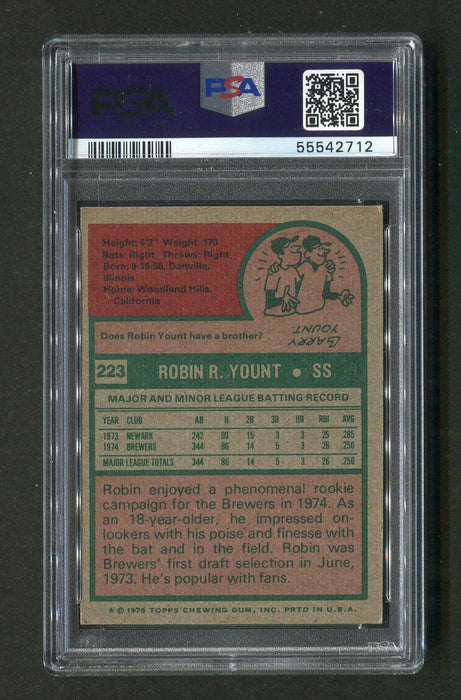 PSA
PSA
55542712
Height: 6'2" Weight: 170
Bats: Right Throws: Right
Born: 9-16-55, Danville,
Illinois
Home: Woodland Hills,
California
Does Robin Yount have a brother?
BARRY
YOUNT
223 ROBIN R. YOUNT • SS
MAJOR AND MINOR LEAGUE BATTING RECORD
YEAR CLUB AB H 2B 3B HR RBI AVG
1973 NEWARK 242 69 15 3 3 25 .285
1974 BREWERS 344 86 14 5 3 26 .250
MAJOR LEAGUE TOTALS 344 86 14 5 3 26 .250
Robin enjoyed a phenomenal rookie
campaign for the Brewers in 1974. As
an 18-year-older, he impressed on-
lookers with his poise and finesse with
the bat and in the field. Robin was
Brewers' first draft selection in June,
1973. He's popular with fans.
* © 1975 TOPPS CHEWING GUM, INC. PRTD IN U.S.A.
PSA